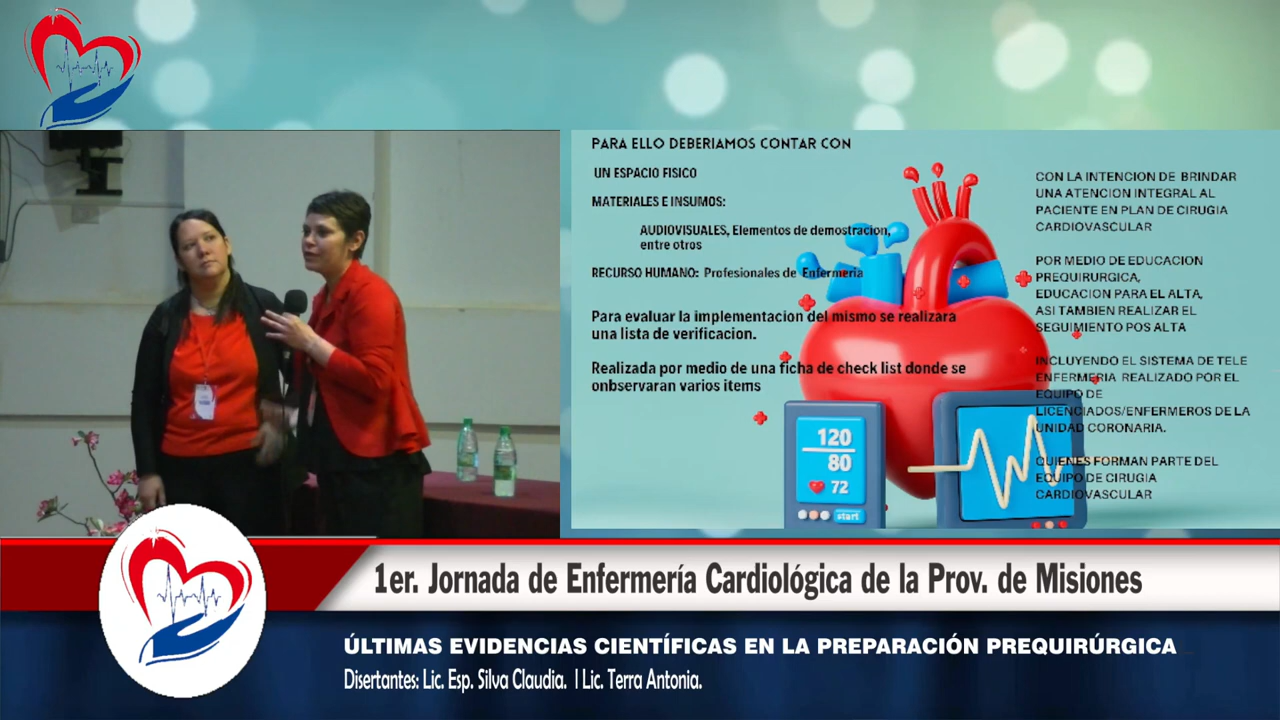 PARA ELLO DEBERIAMOS CONTAR CON
UN ESPACIO FISICO
MATERIALES E INSUMOS:
AUDIOVISUALES, Elementos de demostracion,
entre otros
RECURSO HUMANO: Profesionales de Enfermeria
Para evaluar la implementacion del mismo se realizara
una lista de verificacion.
Realizada por medio de una ficha de check list donde se
onbservaran varios items
CON LA INTENCION DE BRINDAR
UNA ATENCION INTEGRAL AL
PACIENTE EN PLAN DE CIRUGIA
CARDIOVASCULAR
POR MEDIO DE EDUCACION
PREQUIRURGICA,
EDUCACION PARA EL ALTA,
ASI TAMBIEN REALIZAR EL
SEGUIMIENTO POS ALTA
INCLUYENDO EL SISTEMA DE TELE
ENFERMERIA REALIZADO POR EL
EQUIPO DE
LICENCIADOS/ENFERMEROS DE LA
UNIDAD CORONARIA.
QUIENES FORMAN PARTE DEL
EQUIPO DE CIRUGIA
CARDIOVASCULAR
120
80
72
start
1er. Jornada de Enfermería Cardiológica de la Prov. de Misiones
ÚLTIMAS EVIDENCIAS CIENTÍFICAS EN LA PREPARACIÓN PREQUIRÚRGICA
Disertantes: Lic. Esp. Silva Claudia. I Lic. Terra Antonia.